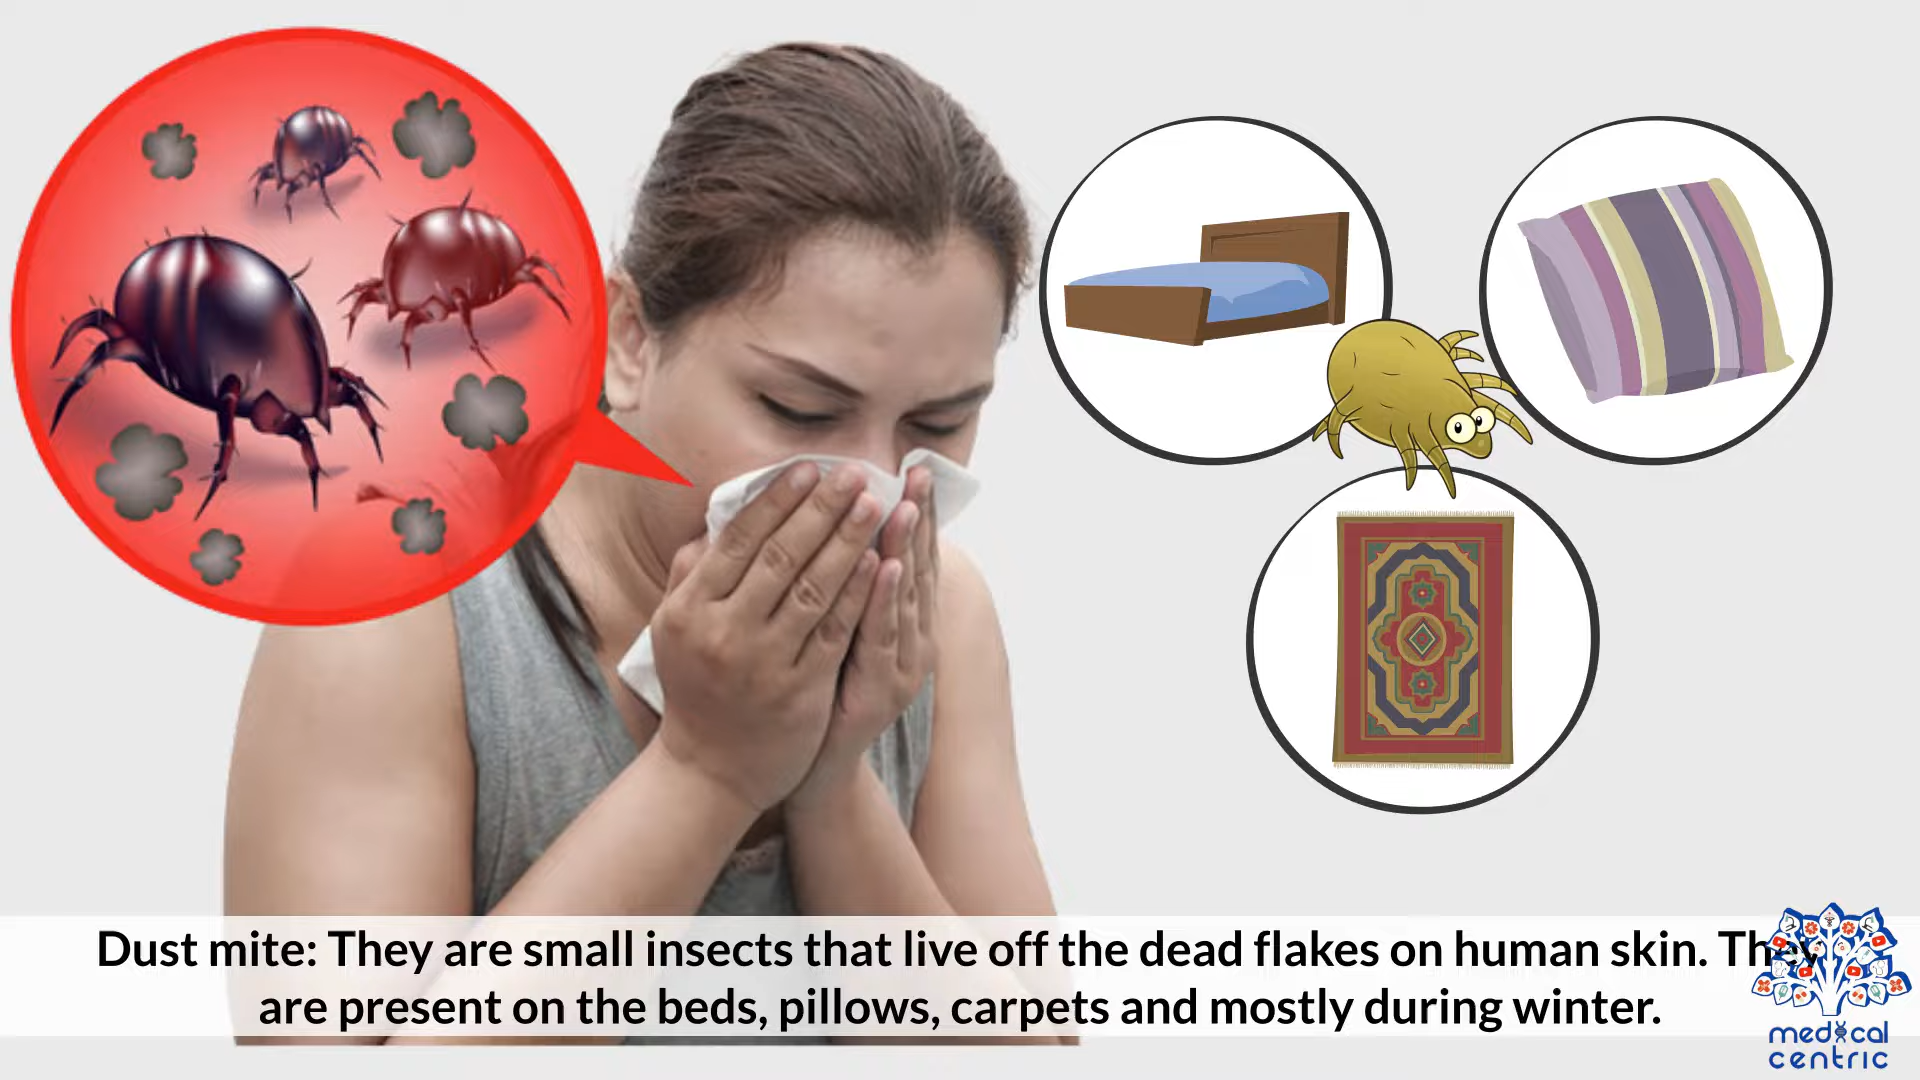 Dust mite: They are small insects that live off the dead flakes on human skin. They
are present on the beds, pillows, carpets and mostly during winter.
medical
centric